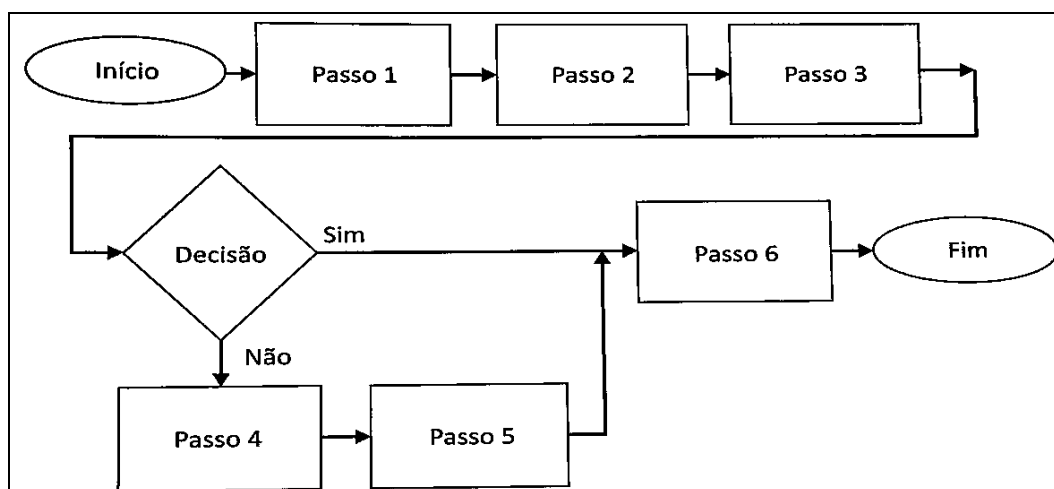 Início
Passo 1
Passo 2
Passo 3
Decisão
Sim
Não
Passo 4
Passo 5
Passo 6
Fim